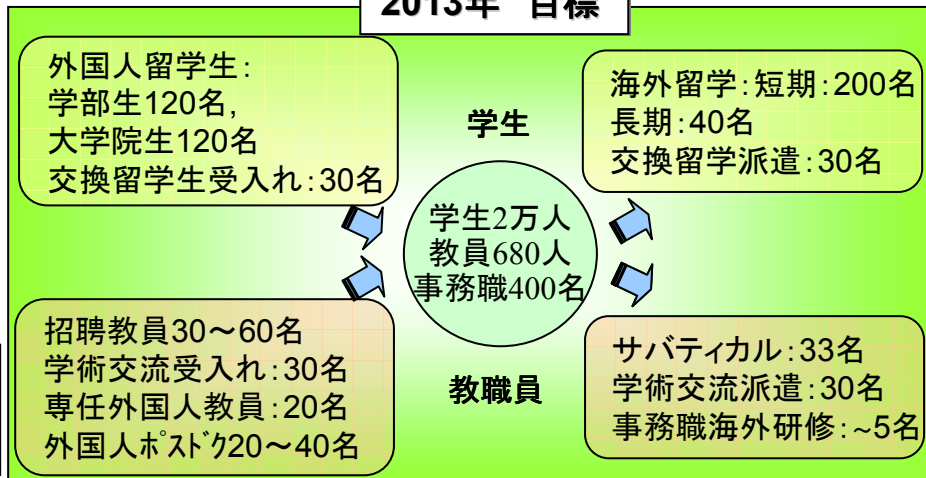 2013年 目標
外国人留学生：
学部生120名，
大学院生120名
交換留学生受入れ：30名
海外留学：短期：200名
長期：40名
交換留学派遣：30名
学生
学生2万人
教員680人
事務職400名
招聘教員30～60名
学術交流受入れ：30名
専任外国人教員：20名
外国人ﾎﾟｽﾄﾞｸ20～40名
教職員
サバティカル：33名
学術交流派遣：30名
事務職海外研修：~5名